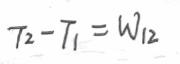 T₂ - T₁ = W₁₂